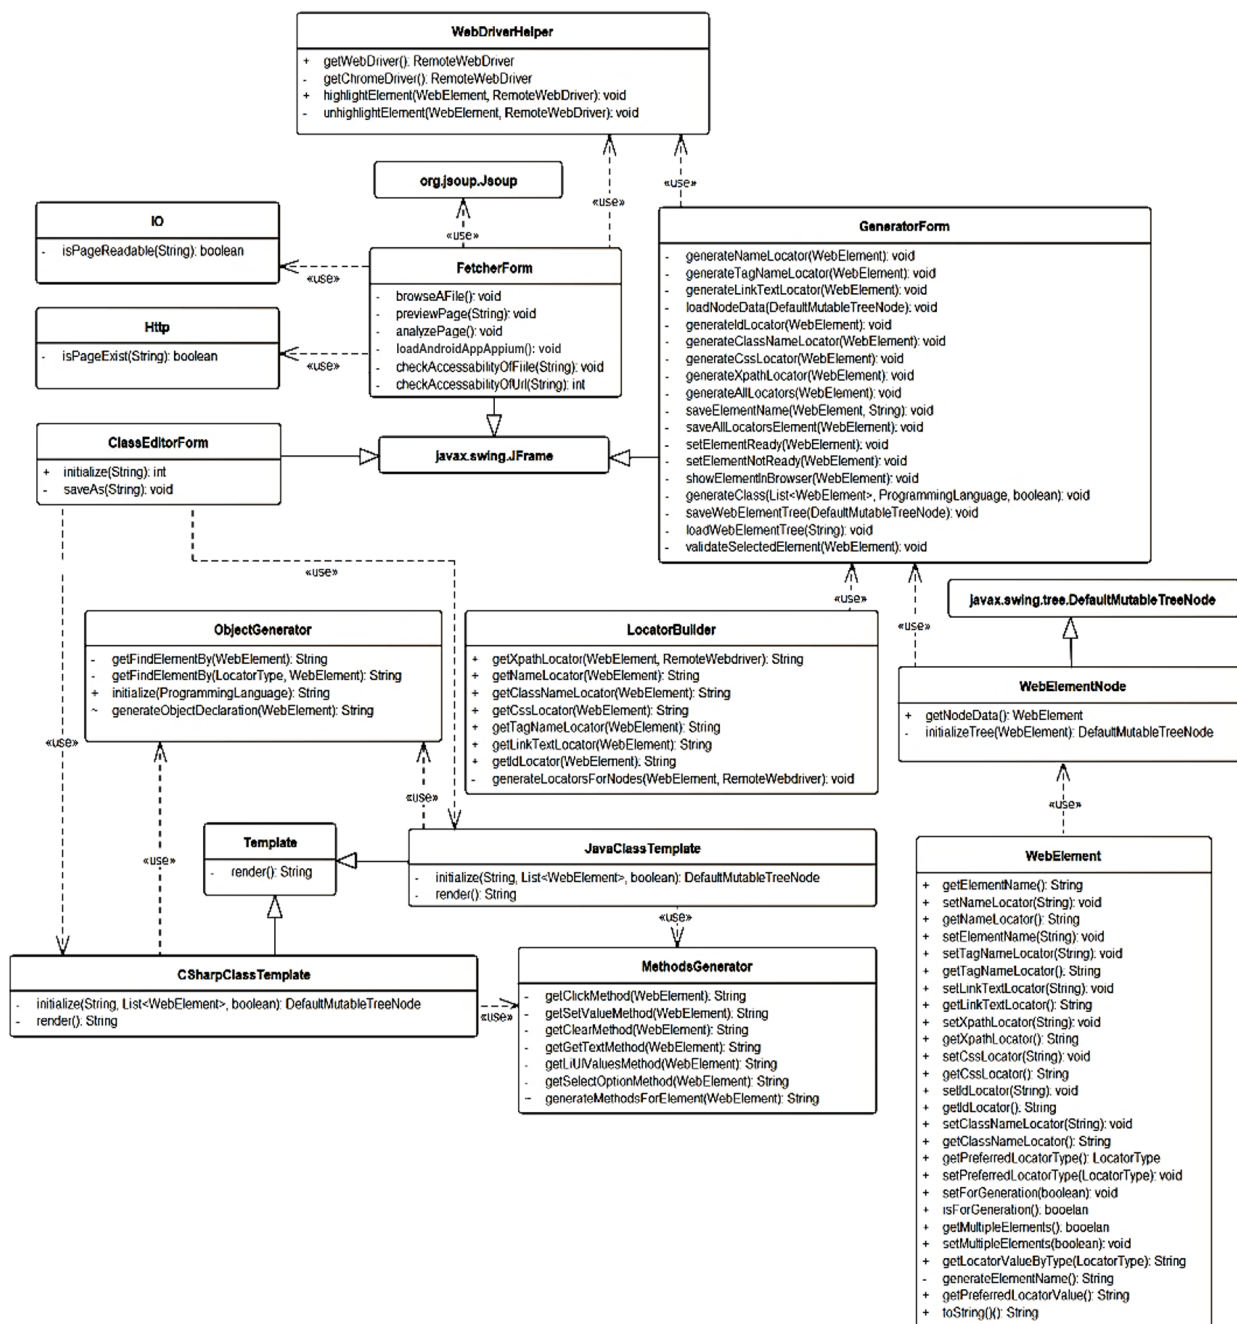 WebDriverHelper
+ getWebDriver(): RemoteWebDriver
- getChromeDriver(): RemoteWebDriver
+ highlightElement(WebElement, RemoteWebDriver): void
- unhighlightElement(WebElement, RemoteWebDriver): void
«use»
«use»
org.jsoup.Jsoup
«use»
IO
- isPageReadable(String): boolean
«use»
Http
- isPageExist(String): boolean
«use»
FetcherForm
- browseAFile(): void
- previewPage(String): void
- analyzePage(): void
- loadAndroidAppAppium(): void
- checkAccessabilityOfFiile(String): void
- checkAccessabilityOfUrl(String): int
GeneratorForm
- generateNameLocator(WebElement): void
- generateTagNameLocator(WebElement): void
- generateLinkTextLocator(WebElement): void
- loadNodeData(DefaultMutableTreeNode): void
- generateIdLocator(WebElement): void
- generateClassNameLocator(WebElement): void
- generateCssLocator(WebElement): void
- generateXpathLocator(WebElement): void
- generateAllLocators(WebElement): void
- saveElementName(WebElement, String): void
- saveAllLocatorsElement(WebElement): void
- setElementReady(WebElement): void
- setElementNotReady(WebElement): void
- showElementInBrowser(WebElement): void
- generateClass(List<WebElement>, ProgrammingLanguage, boolean): void
- saveWebElementTree(DefaultMutableTreeNode): void
- loadWebElementTree(String): void
- validateSelectedElement(WebElement): void
ClassEditorForm
+ initialize(String): int
- saveAs(String): void
javax.swing.JFrame
«use»
«use»
«use»
«use»
javax.swing.tree.DefaultMutableTreeNode
ObjectGenerator
- getFindElementBy(WebElement): String
- getFindElementBy(LocatorType, WebElement): String
+ initialize(ProgrammingLanguage): String
~ generateObjectDeclaration(WebElement): String
LocatorBuilder
+ getXpathLocator(WebElement, RemoteWebdriver): String
+ getNameLocator(WebElement): String
+ getClassNameLocator(WebElement): String
+ getCssLocator(WebElement): String
+ getTagNameLocator(WebElement): String
+ getLinkTextLocator(WebElement): String
+ getIdLocator(WebElement): String
- generateLocatorsForNodes(WebElement, RemoteWebdriver): void
WebElementNode
+ getNodeData(): WebElement
- initializeTree(WebElement): DefaultMutableTreeNode
«use»
«use»
«use»
Template
- render(): String
JavaClassTemplate
- initialize(String, List<WebElement>, boolean): DefaultMutableTreeNode
- render(): String
«use»
CSharpClassTemplate
- initialize(String, List<WebElement>, boolean): DefaultMutableTreeNode
- render(): String
«use»
MethodsGenerator
- getClickMethod(WebElement): String
- getSetValueMethod(WebElement): String
- getClearMethod(WebElement): String
- getGetTextMethod(WebElement): String
- getLiUlValuesMethod(WebElement): String
- getSelectOptionMethod(WebElement): String
~ generateMethodsForElement(WebElement): String
WebElement
+ getElementName(): String
+ setNameLocator(String): void
+ getNameLocator(): String
+ setElementName(String): void
+ setTagNameLocator(String): void
+ getTagNameLocator(): String
+ setLinkTextLocator(String): void
+ getLinkTextLocator(): String
+ setXpathLocator(String): void
+ getXpathLocator(): String
+ setCssLocator(String): void
+ getCssLocator(): String
+ setIdLocator(String): void
+ getIdLocator(). String
+ setClassNameLocator(String): void
+ getClassNameLocator(): String
+ getPreferredLocatorType(): LocatorType
+ setPreferredLocatorType(LocatorType): void
+ setForGeneration(boolean): void
+ isForGeneration(): booelan
+ getMultipleElements(): booelan
+ setMultipleElements(boolean): void
+ getLocatorValueByType(LocatorType): String
- generateElementName(): String
+ getPreferredLocatorValue(): String
+ toString()(): String